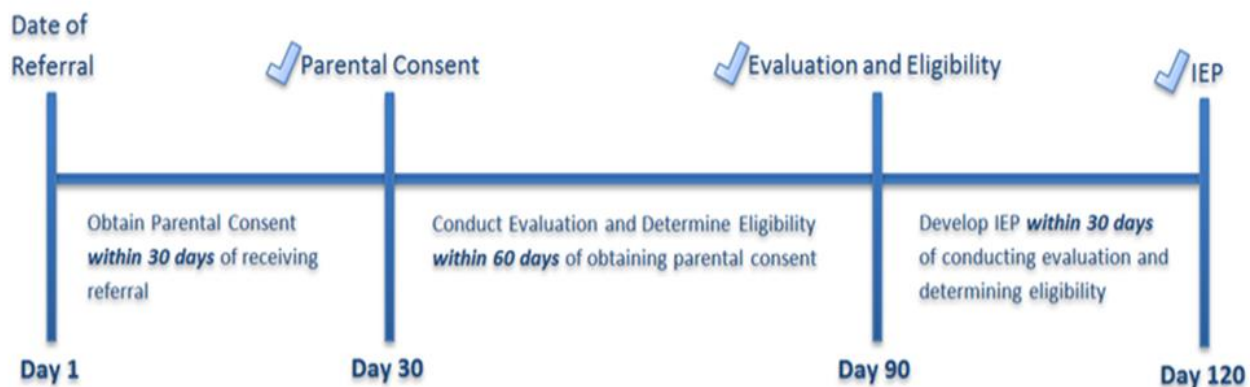 Date of
Referral
Parental Consent
Evaluation and Eligibility
IEP
Obtain Parental Consent
within 30 days of receiving
referral
Conduct Evaluation and Determine Eligibility
within 60 days of obtaining parental consent
Develop IEP within 30 days
of conducting evaluation and
determining eligibility
Day 1
Day 30
Day 90
Day 120